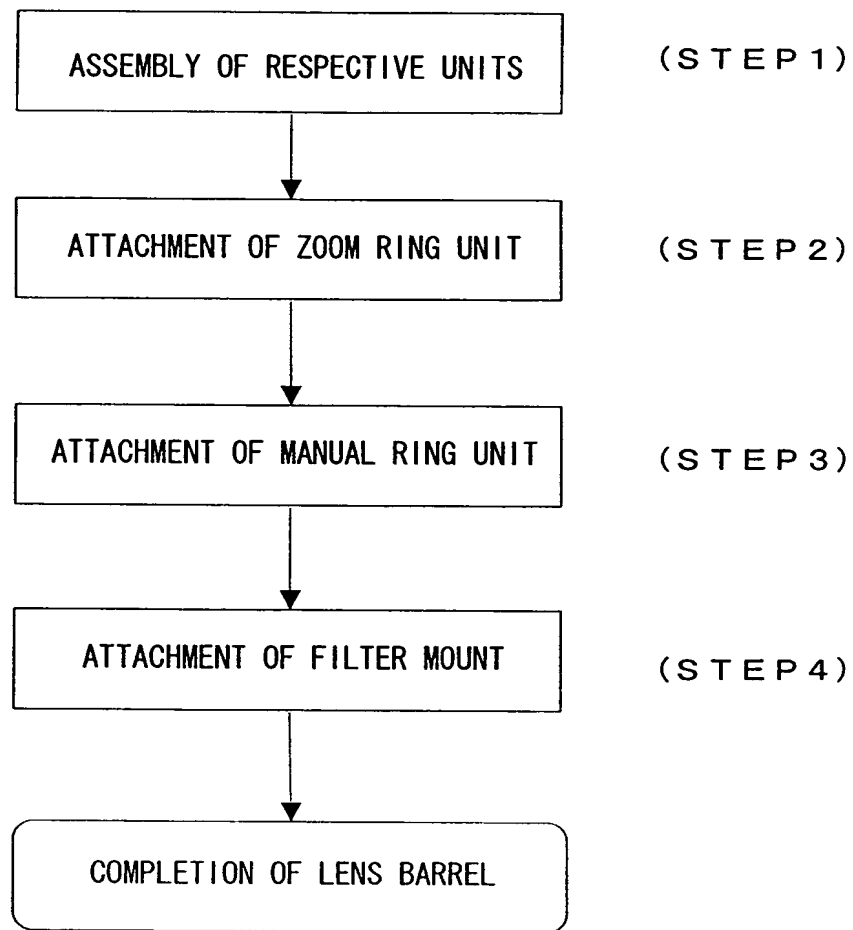 ASSEMBLY OF RESPECTIVE UNITS (STEP1)
ATTACHMENT OF ZOOM RING UNIT (STEP2)
ATTACHMENT OF MANUAL RING UNIT (STEP3)
ATTACHMENT OF FILTER MOUNT (STEP4)
COMPLETION OF LENS BARREL